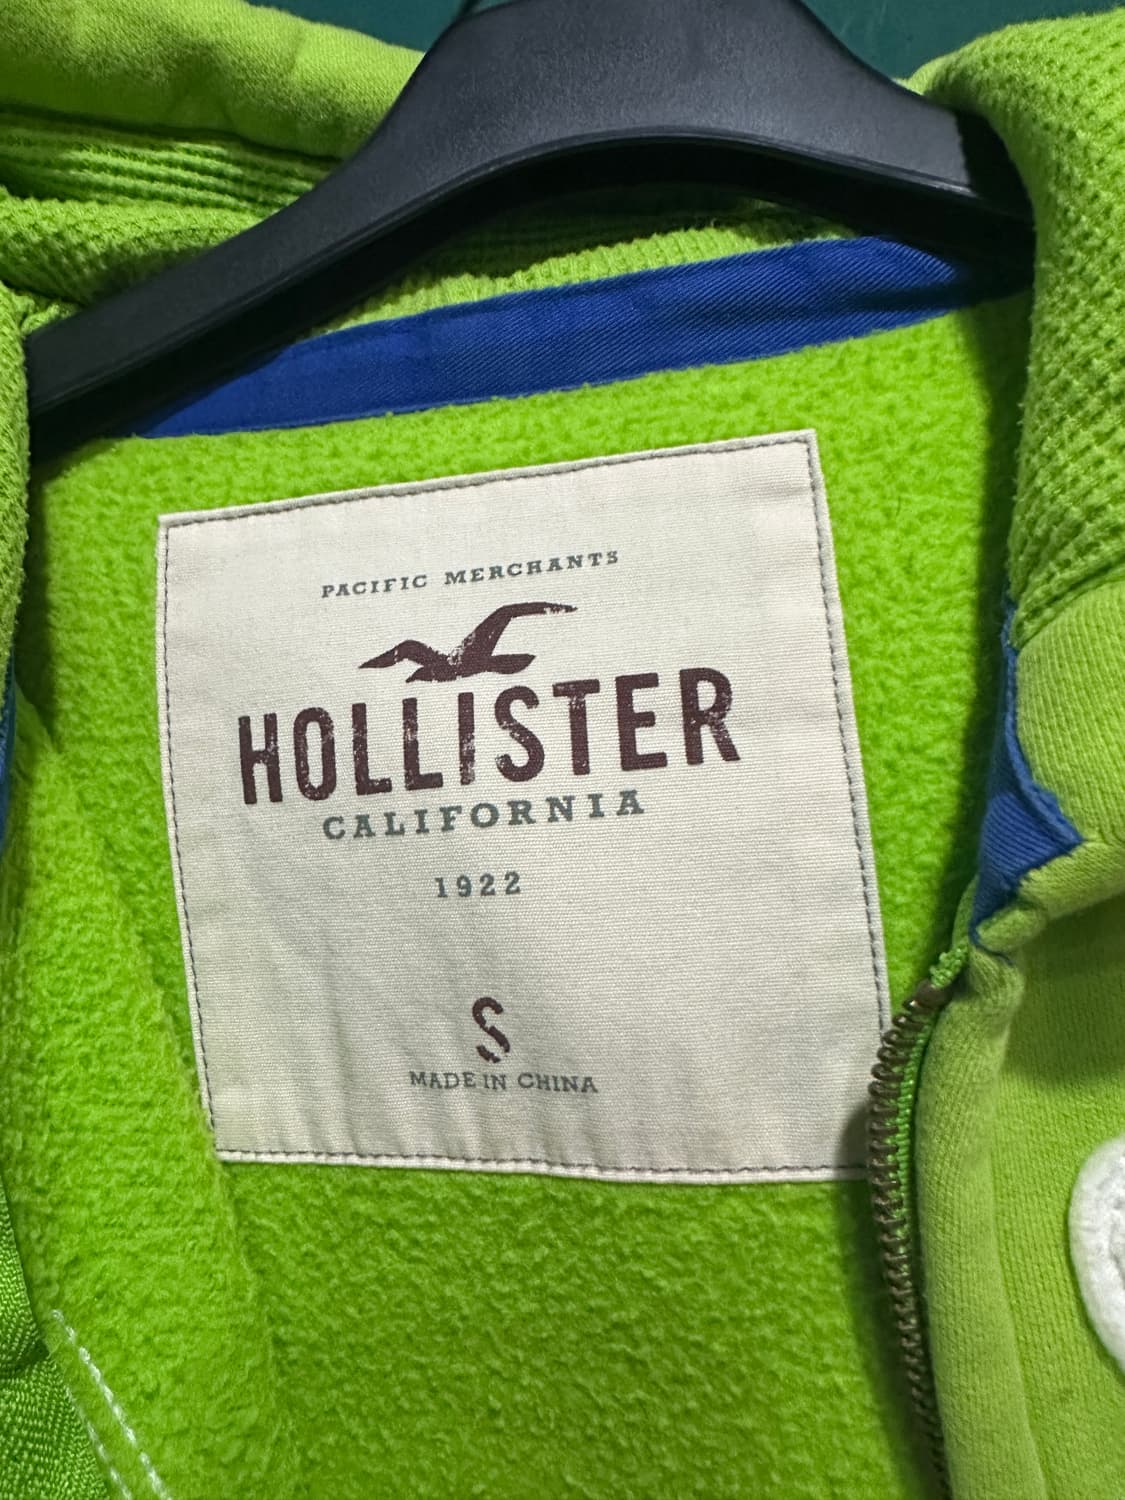 PACIFIC MERCHANTS
HOLLISTER
CALIFORNIA
1922
S
MADE IN CHINA